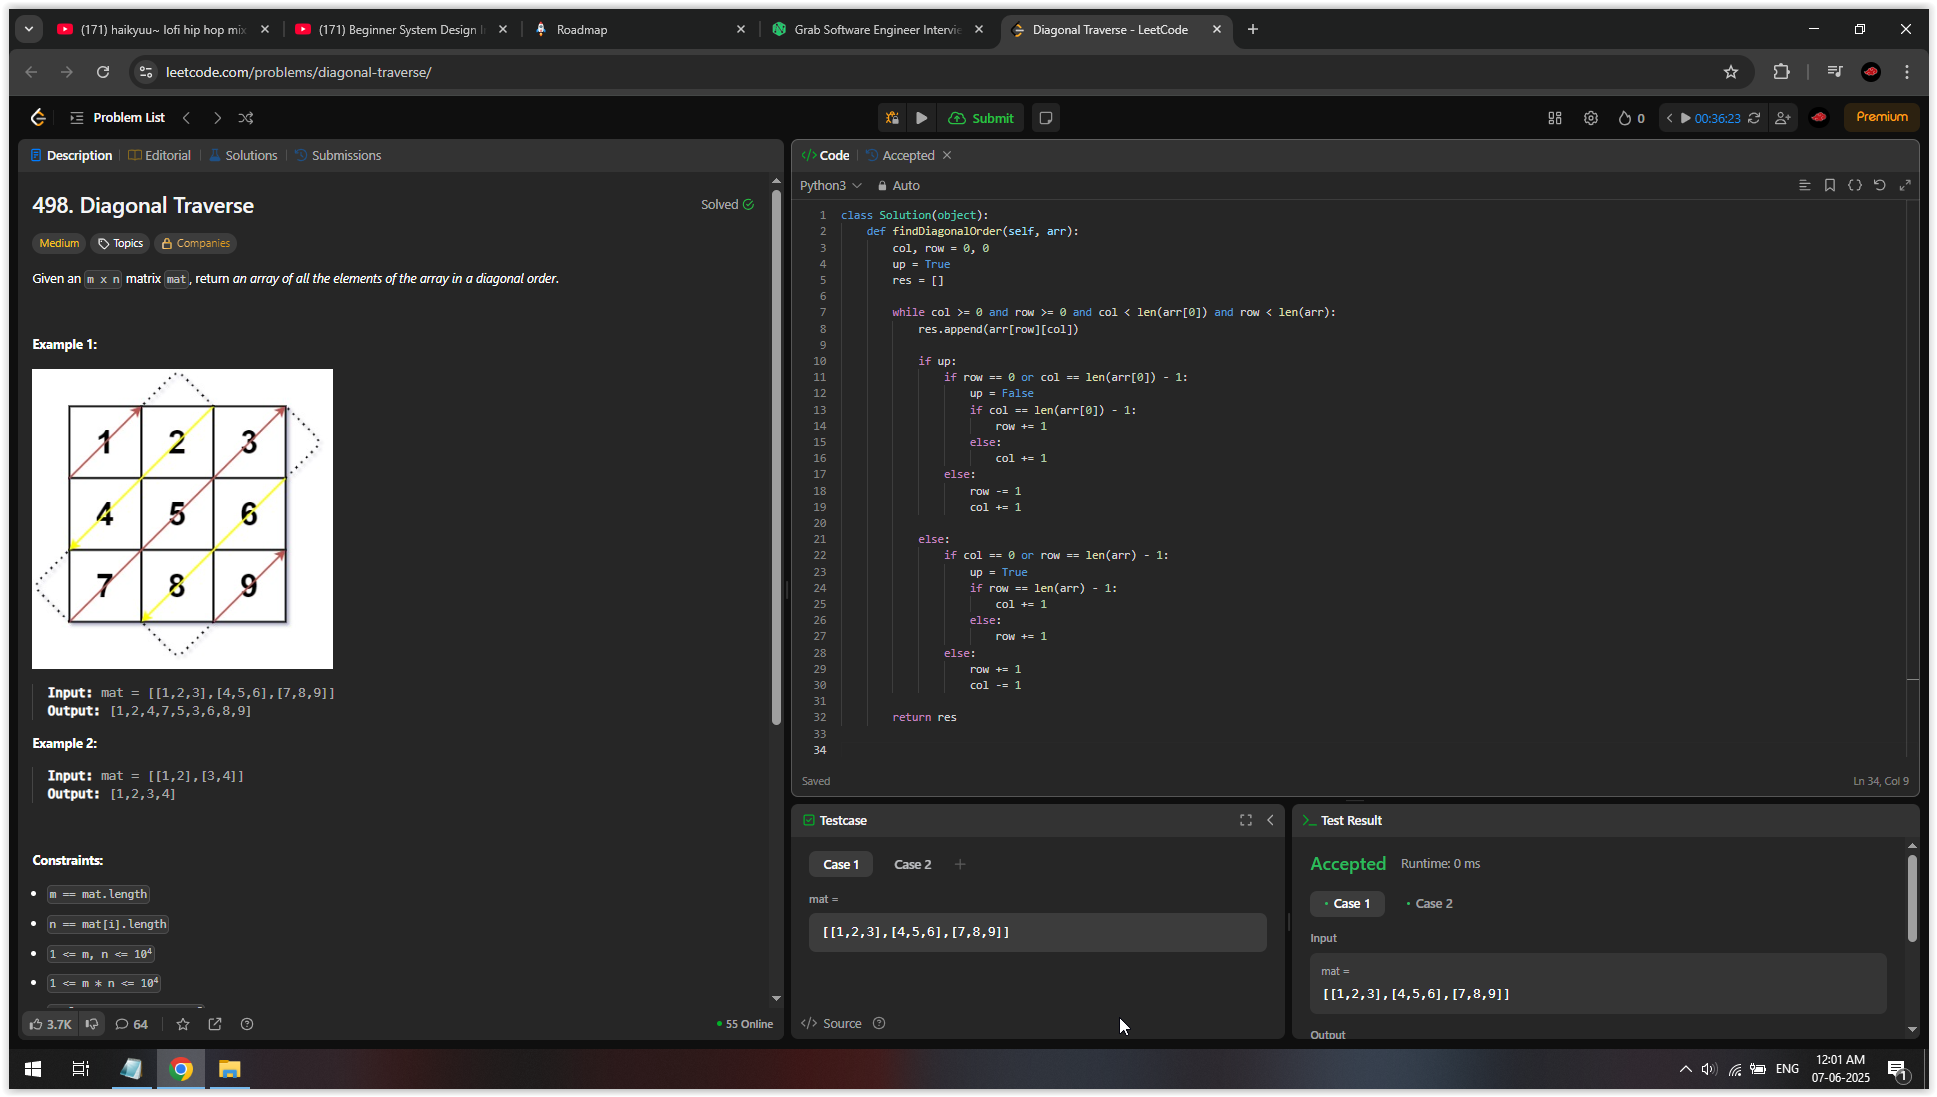 (171) haikyuu~ lofi hip hop mix
(171) Beginner System Design I
Roadmap
Grab Software Engineer Intervie
Diagonal Traverse - LeetCode
leetcode.com/problems/diagonal-traverse/
Problem List
Submit
0
00:36:23
Premium
Description
Editorial
Solutions
Submissions
498. Diagonal Traverse
Solved
Medium
Topics
Companies
Given an m x n matrix mat, return an array of all the elements of the array in a diagonal order.
Example 1:
1 2 3
4 5 6
7 8 9
Input: mat = [[1,2,3],[4,5,6],[7,8,9]]
Output: [1,2,4,7,5,3,6,8,9]
Example 2:
Input: mat = [[1,2],[3,4]]
Output: [1,2,3,4]
Constraints:
m == mat.length
n == mat[i].length
1 <= m, n <= 10⁴
1 <= m * n <= 10⁴
3.7K
64
55 Online
Code
Accepted
Python3
Auto
1 class Solution(object):
2     def findDiagonalOrder(self, arr):
3         col, row = 0, 0
4         up = True
5         res = []
6
7         while col >= 0 and row >= 0 and col < len(arr[0]) and row < len(arr):
8             res.append(arr[row][col])
9
10             if up:
11                 if row == 0 or col == len(arr[0]) - 1:
12                     up = False
13                     if col == len(arr[0]) - 1:
14                         row += 1
15                     else:
16                         col += 1
17                 else:
18                     row -= 1
19                     col += 1
20
21             else:
22                 if col == 0 or row == len(arr) - 1:
23                     up = True
24                     if row == len(arr) - 1:
25                         col += 1
26                     else:
27                         row += 1
28                 else:
29                     row += 1
30                     col -= 1
31
32         return res
33
34
Saved
Ln 34, Col 9
Testcase
Case 1
Case 2
mat =
[[1,2,3],[4,5,6],[7,8,9]]
</> Source
Test Result
Accepted
Runtime: 0 ms
Case 1
Case 2
Input
mat =
[[1,2,3],[4,5,6],[7,8,9]]
Output
ENG
12:01 AM
07-06-2025
1